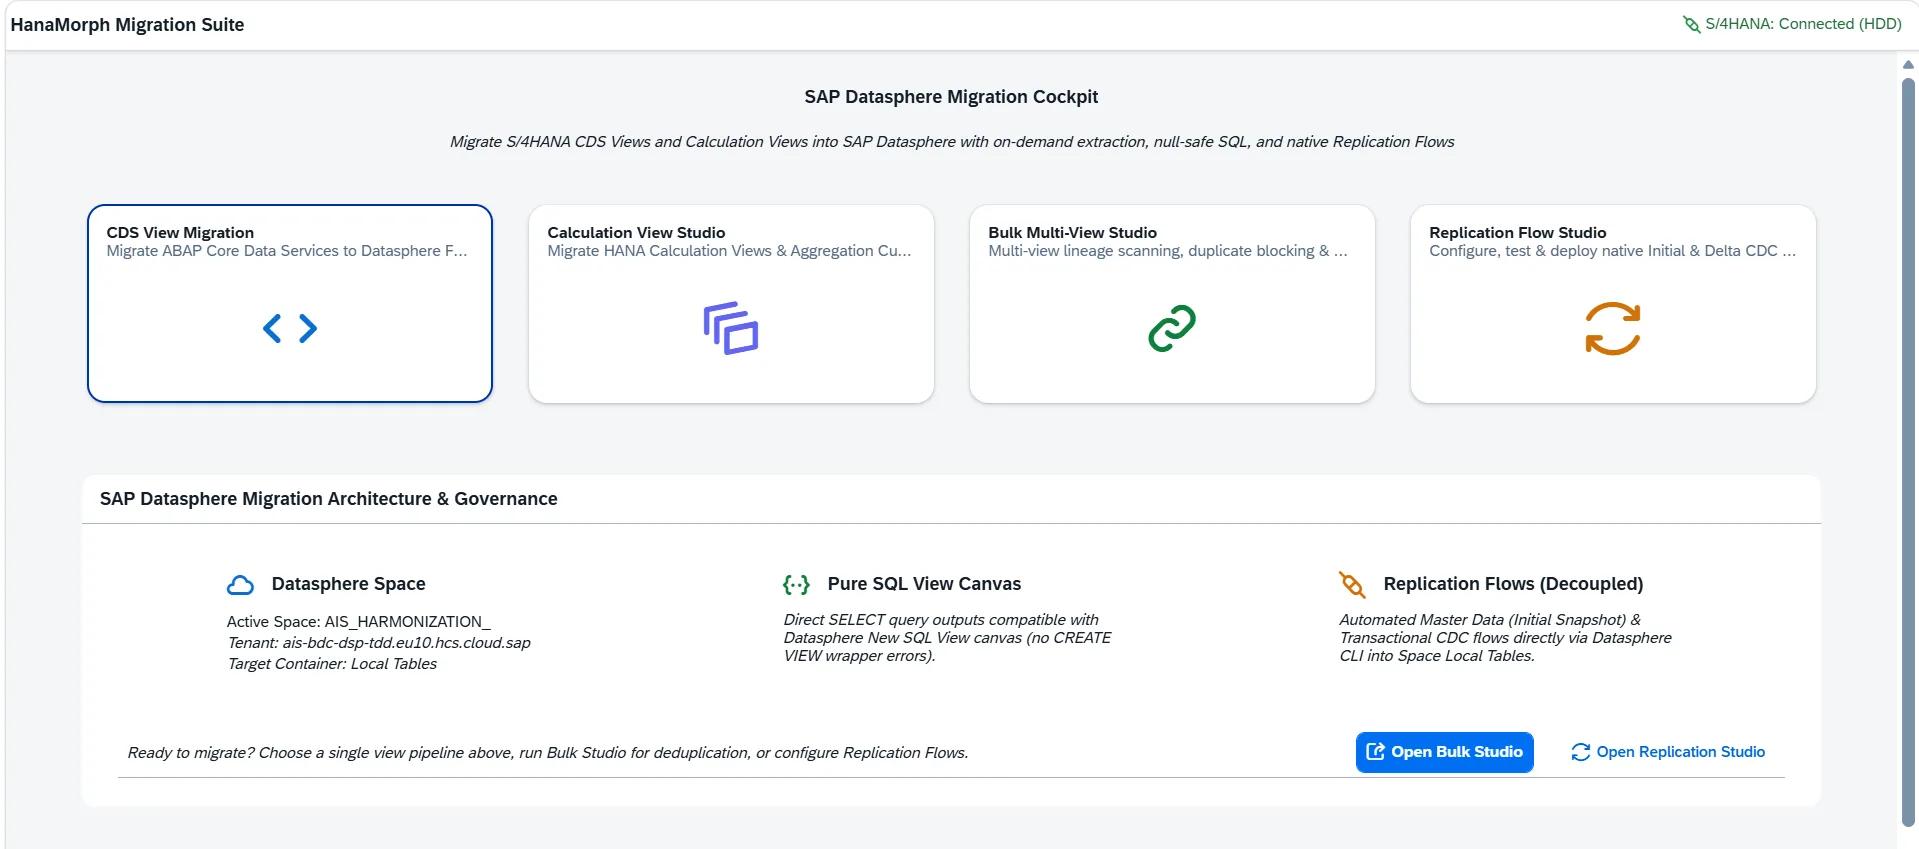 HanaMorph Migration Suite
S/4HANA: Connected (HDD)
SAP Datasphere Migration Cockpit
Migrate S/4HANA CDS Views and Calculation Views into SAP Datasphere with on-demand extraction, null-safe SQL, and native Replication Flows
CDS View Migration
Migrate ABAP Core Data Services to Datasphere F...
Calculation View Studio
Migrate HANA Calculation Views & Aggregation Cu...
Bulk Multi-View Studio
Multi-view lineage scanning, duplicate blocking & ...
Replication Flow Studio
Configure, test & deploy native Initial & Delta CDC ...
SAP Datasphere Migration Architecture & Governance
Datasphere Space
Active Space: AIS_HARMONIZATION_
Tenant: ais-bdc-dsp-tdd.eu10.hcs.cloud.sap
Target Container: Local Tables
Pure SQL View Canvas
Direct SELECT query outputs compatible with
Datasphere New SQL View canvas (no CREATE
VIEW wrapper errors).
Replication Flows (Decoupled)
Automated Master Data (Initial Snapshot) &
Transactional CDC flows directly via Datasphere
CLI into Space Local Tables.
Ready to migrate? Choose a single view pipeline above, run Bulk Studio for deduplication, or configure Replication Flows.
Open Bulk Studio
Open Replication Studio